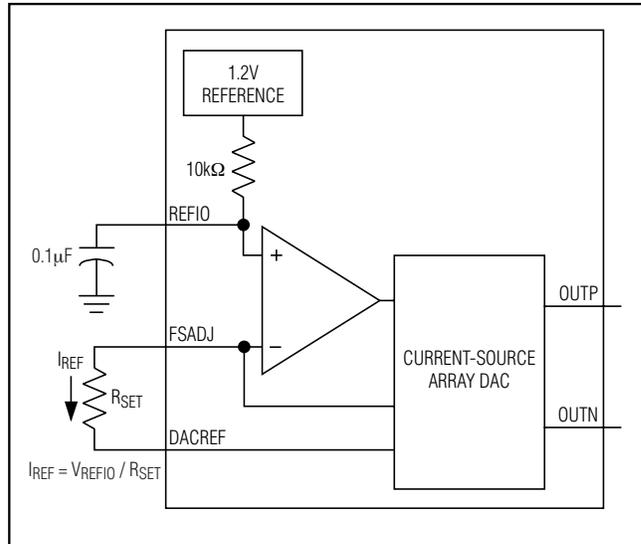 1.2V
REFERENCE
10kΩ
REFIO
0.1μF
+
FSADJ
−
IREF
RSET
CURRENT-SOURCE
ARRAY DAC
OUTP
OUTN
DACREF
IREF = VREFIO / RSET